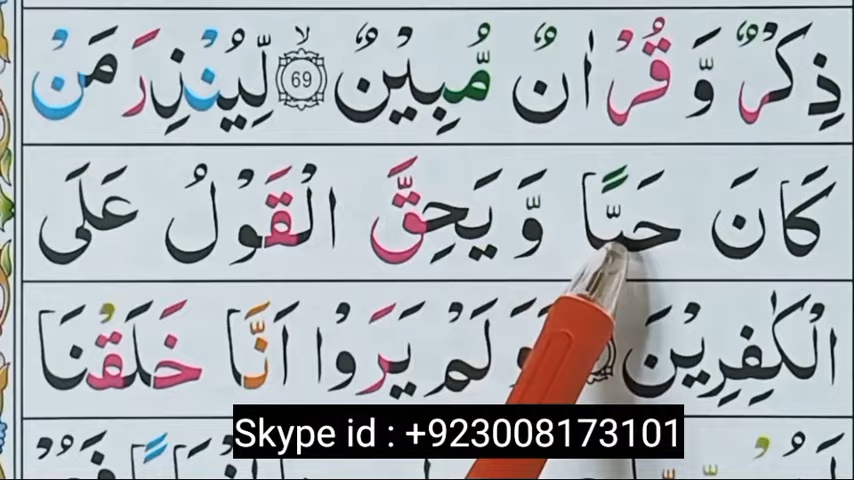 ذِكْرٌ وَّ قُرْاٰنٌ مُّبِيْنٌ ﴿69﴾ لِّيُنْذِرَ مَنْ
كَانَ حَيًّا وَّ يَحِقَّ الْقَوْلُ عَلَى
الْكٰفِرِيْنَ اَوَلَمْ يَرَوْا اَنَّا خَلَقْنَا
Skype id : +923008173101